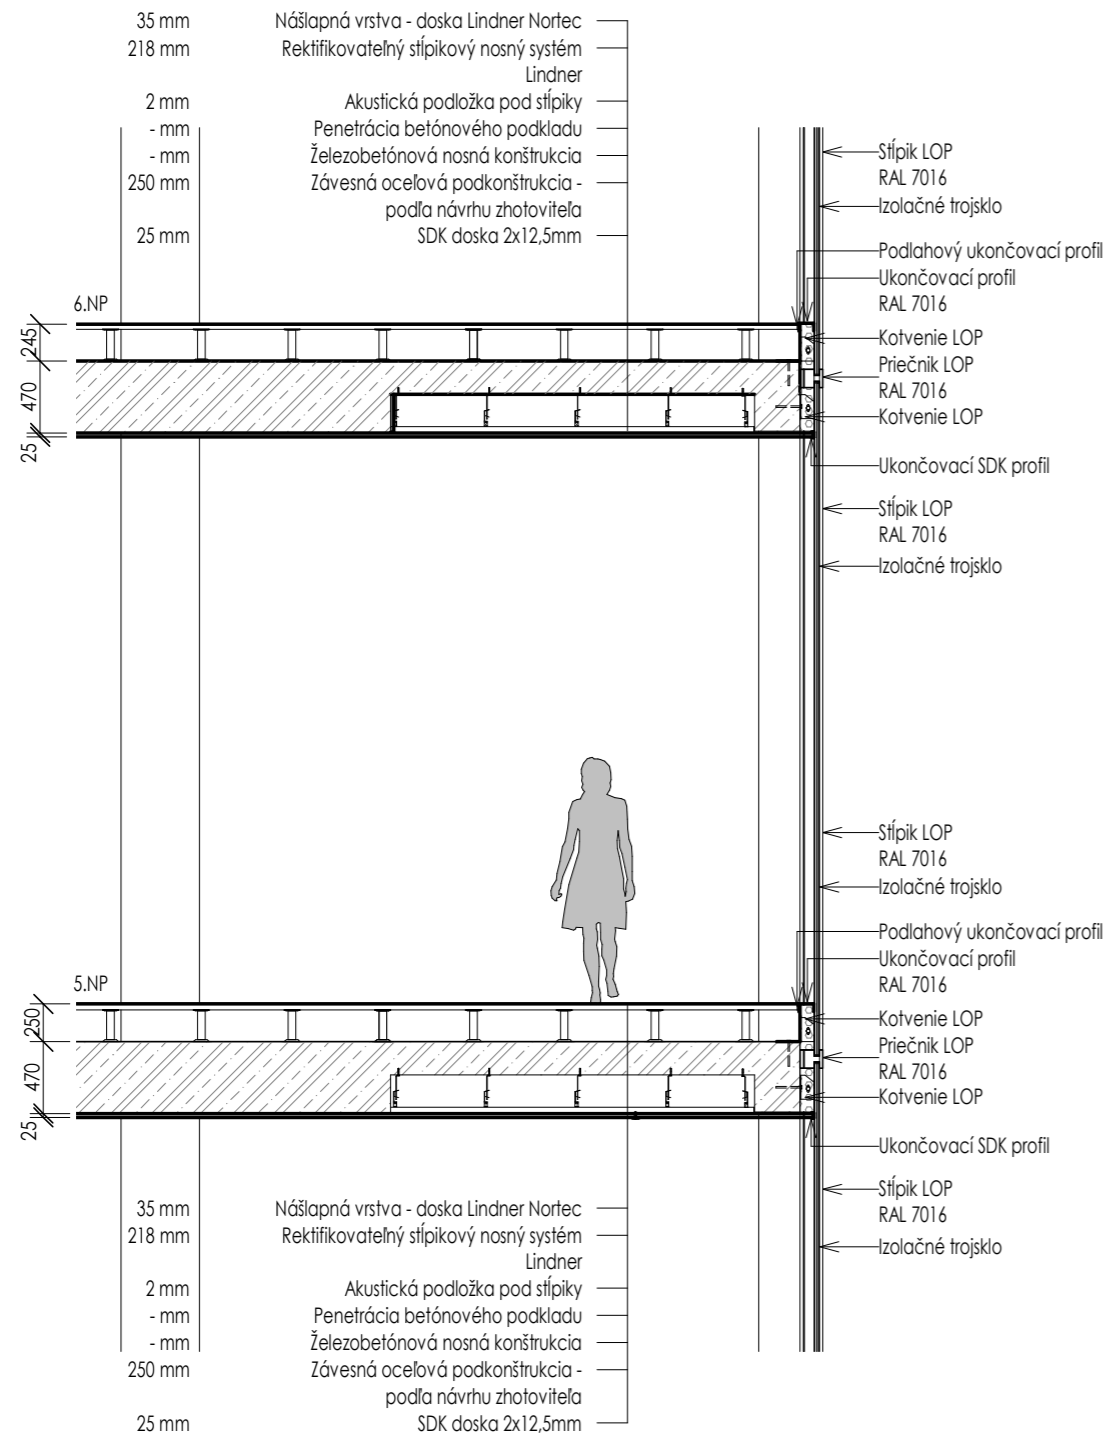 35 mm Nášlapná vrstva - doska Lindner Nortec
218 mm Rektifikovateľný stĺpikový nosný systém
Lindner
2 mm Akustická podložka pod stĺpiky
- mm Penetrácia betónového podkladu
- mm Železobetónová nosná konštrukcia
250 mm Závesná oceľová podkonštrukcia -
podľa návrhu zhotoviteľa
25 mm SDK doska 2x12,5mm
Stĺpik LOP
RAL 7016
Izolačné trojsklo
Podlahový ukončovací profil
Ukončovací profil
RAL 7016
Kotvenie LOP
Priečnik LOP
RAL 7016
Kotvenie LOP
Ukončovací SDK profil
Stĺpik LOP
RAL 7016
Izolačné trojsklo
6.NP
245
470
25
Stĺpik LOP
RAL 7016
Izolačné trojsklo
Podlahový ukončovací profil
Ukončovací profil
RAL 7016
Kotvenie LOP
Priečnik LOP
RAL 7016
Kotvenie LOP
Ukončovací SDK profil
Stĺpik LOP
RAL 7016
Izolačné trojsklo
5.NP
250
470
25
35 mm Nášlapná vrstva - doska Lindner Nortec
218 mm Rektifikovateľný stĺpikový nosný systém
Lindner
2 mm Akustická podložka pod stĺpiky
- mm Penetrácia betónového podkladu
- mm Železobetónová nosná konštrukcia
250 mm Závesná oceľová podkonštrukcia -
podľa návrhu zhotoviteľa
25 mm SDK doska 2x12,5mm